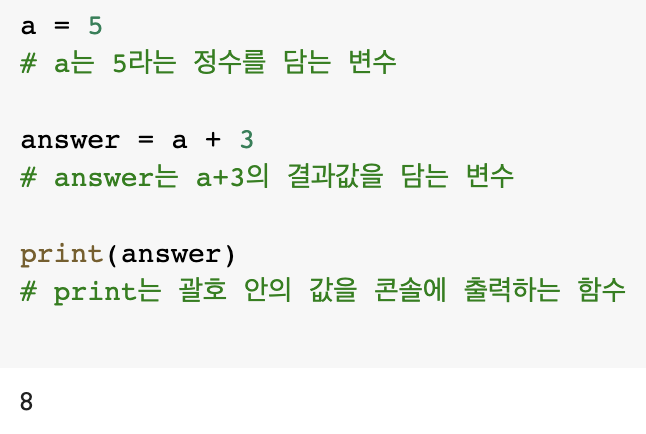 a = 5
# a는 5라는 정수를 담는 변수
answer = a + 3
# answer는 a+3의 결과값을 담는 변수
print(answer)
# print는 괄호 안의 값을 콘솔에 출력하는 함수
8